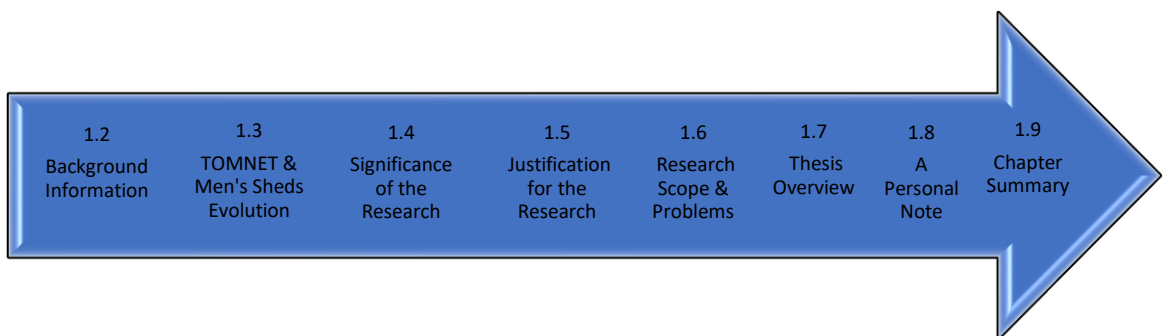 1.2
Background
Information
1.3
TOMNET &
Men's Sheds
Evolution
1.4
Significance
of the
Research
1.5
Justification
for the
Research
1.6
Research
Scope &
Problems
1.7
Thesis
Overview
1.8
A
Personal
Note
1.9
Chapter
Summary